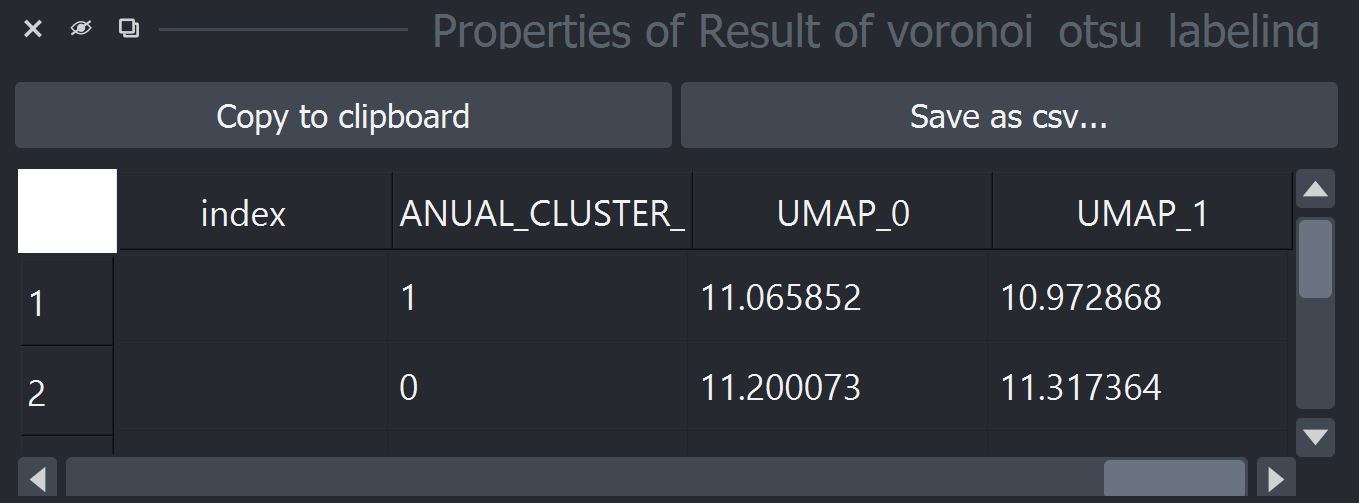 Properties of Result of voronoi_otsu_labeling
Copy to clipboard
Save as csv...
index ANUAL_CLUSTER_ UMAP_0 UMAP_1
1 1 11.065852 10.972868
2 0 11.200073 11.317364